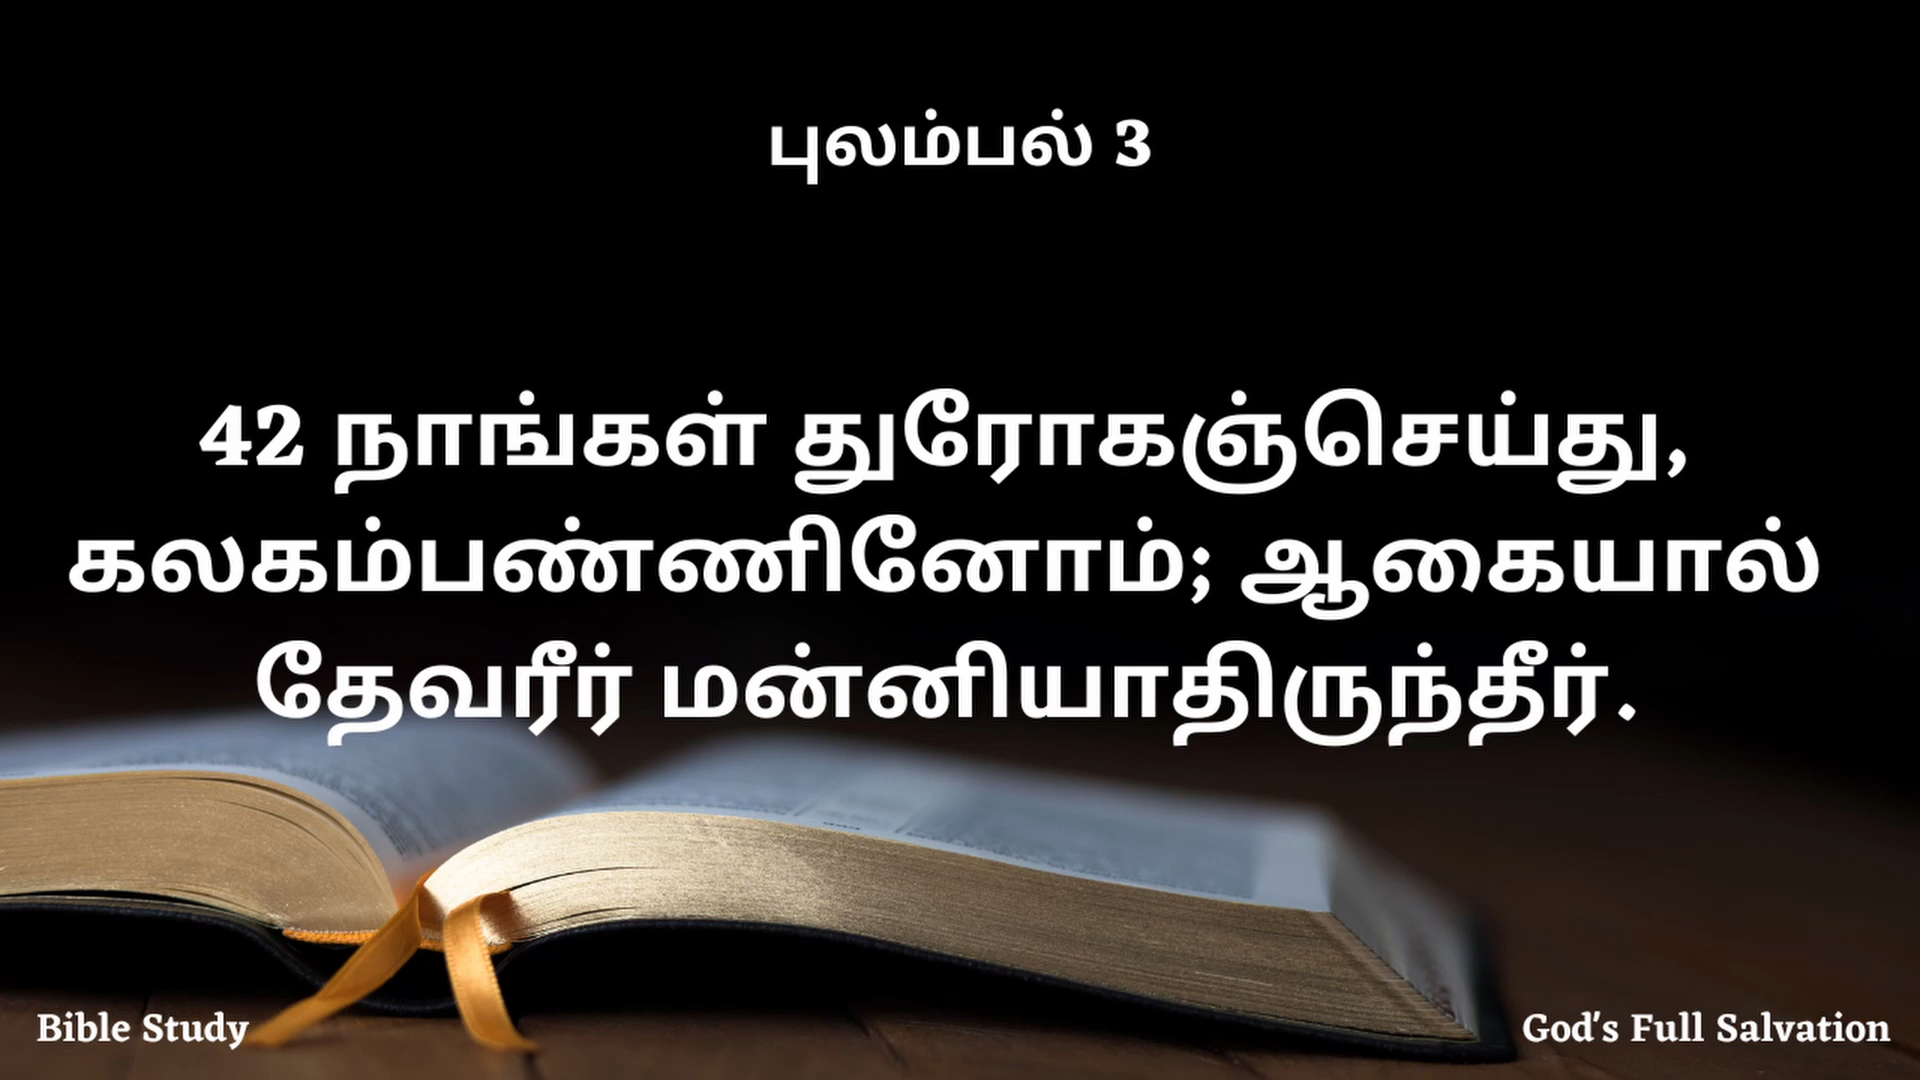 புலம்பல் 3
42 நாங்கள் துரோகஞ்செய்து,
கலகம்பண்ணினோம்; ஆகையால்
தேவரீர் மன்னியாதிருந்தீர்.
Bible Study
God's Full Salvation